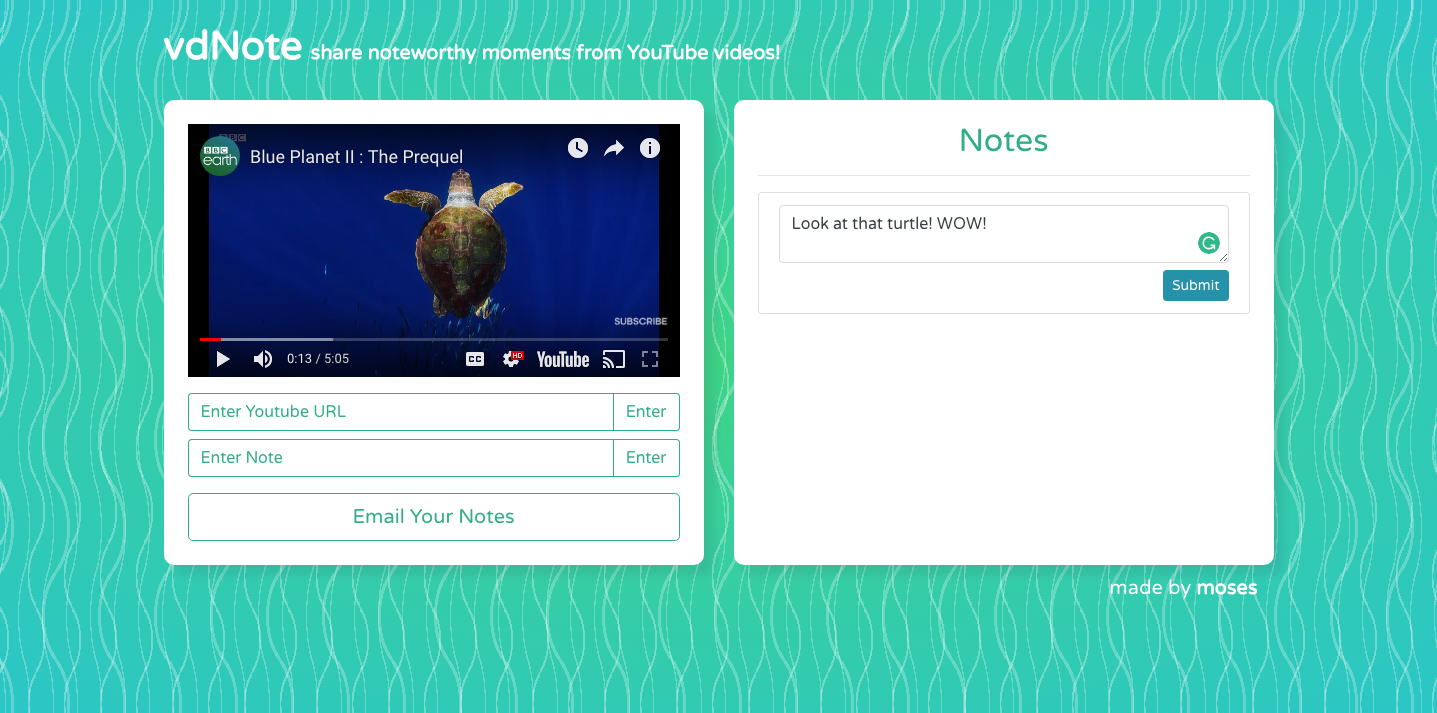 vdNote share noteworthy moments from YouTube videos!
BBC
BBC
earth
Blue Planet II : The Prequel
SUBSCRIBE
0:13 / 5:05
CC
HD
YouTube
Enter Youtube URL
Enter
Enter Note
Enter
Email Your Notes
Notes
Look at that turtle! WOW!
Submit
made by moses